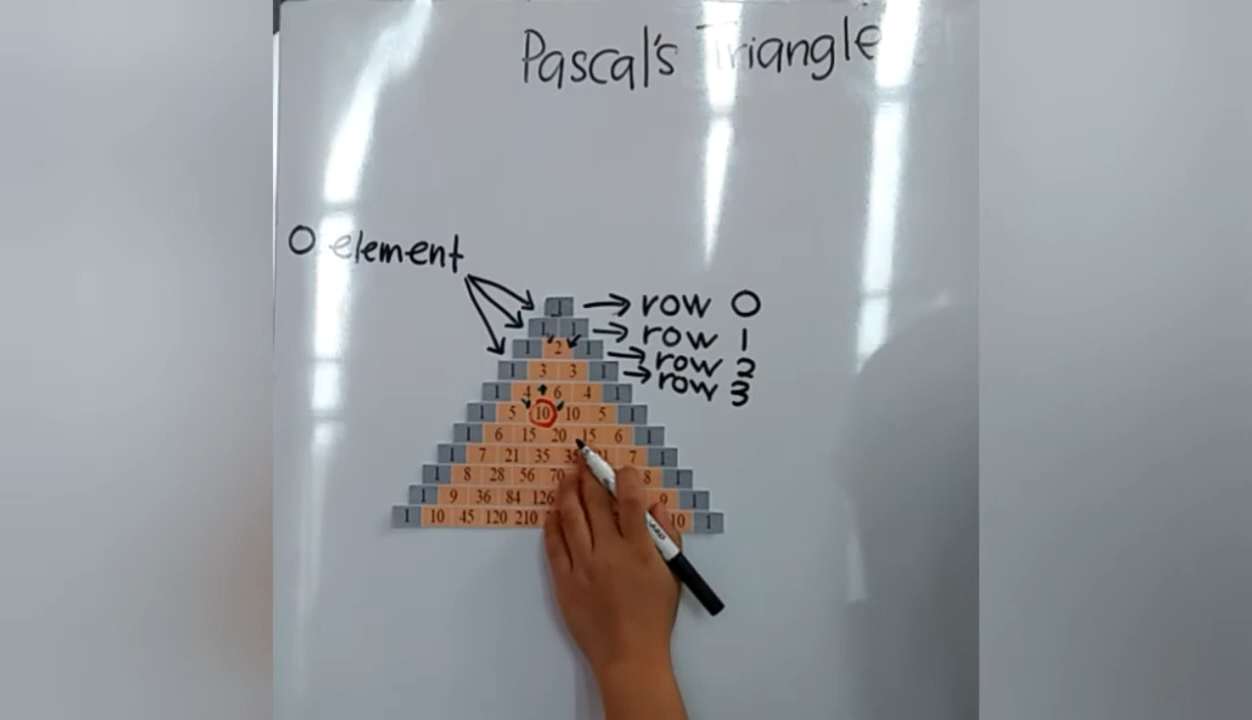 Pascal's Triangle
0 element
1 → row 0
1 1 → row 1
1 2 1 → row 2
1 3 3 1 → row 3
1 4 6 4 1
1 5 10 10 5 1
1 6 15 20 15 6 1
1 7 21 35 35 7 1
1 8 28 56 70 8 1
1 9 36 84 126 9 1
1 10 45 120 210 10 1